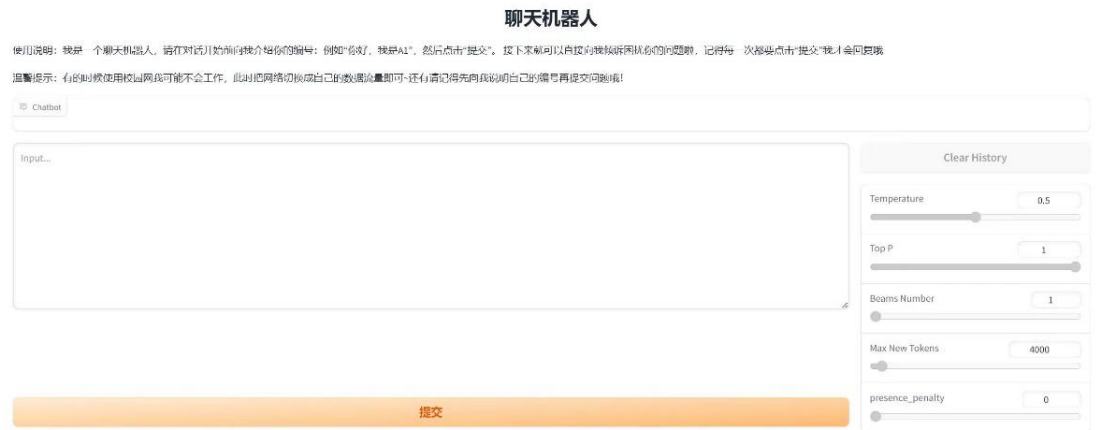 聊天机器人
使用说明：我是一个聊天机器人，请在对话开始前向我介绍你的编号：例如“你好，我是A1”，然后点击“提交”。接下来就可以直接向我倾诉困扰你的问题啦，记得每一次都要点击“提交”我才会回复哦
温馨提示：有的时候使用校园网我可能不会工作，此时把网络切换成自己的数据流量即可~还有请记得先向我说明自己的编号再提交问题哦！
Chatbot
Input...
Clear History
Temperature 0.5
Top P 1
Beams Number 1
Max New Tokens 4000
presence_penalty 0
提交